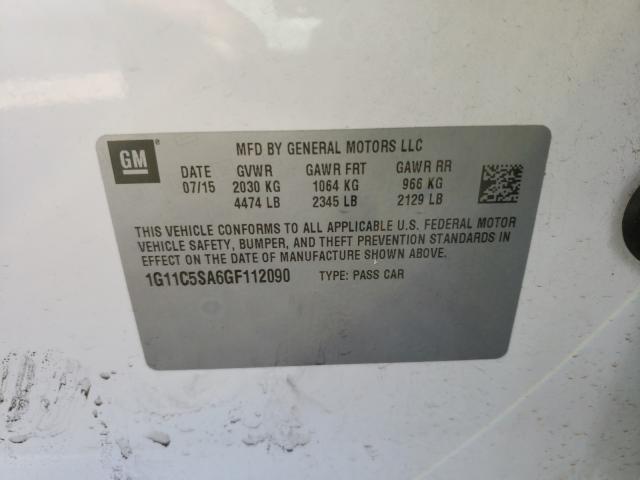 GM
MFD BY GENERAL MOTORS LLC
DATE GVWR GAWR FRT GAWR RR
07/15 2030 KG 1064 KG 966 KG
4474 LB 2345 LB 2129 LB
THIS VEHICLE CONFORMS TO ALL APPLICABLE U.S. FEDERAL MOTOR
VEHICLE SAFETY, BUMPER, AND THEFT PREVENTION STANDARDS IN
EFFECT ON THE DATE OF MANUFACTURE SHOWN ABOVE.
1G11C5SA6GF112090 TYPE: PASS CAR